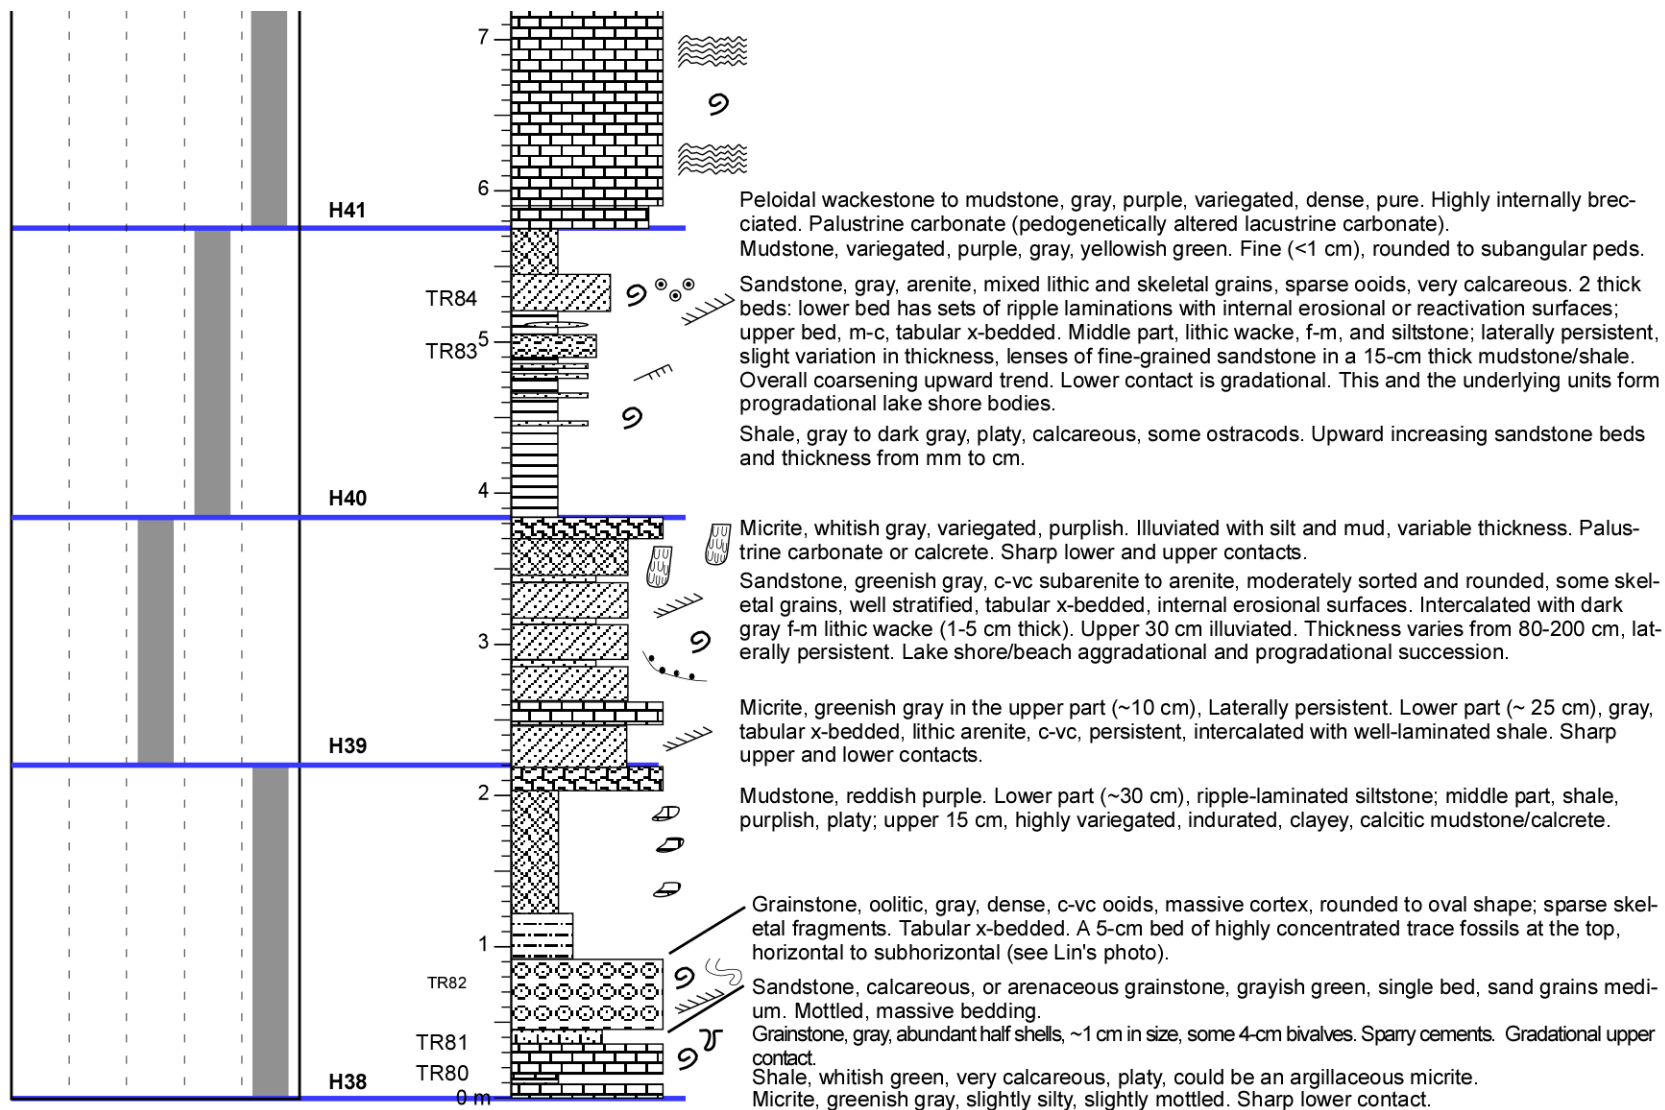 7
6
H41
Peloidal wackestone to mudstone, gray, purple, variegated, dense, pure. Highly internally brec-
ciated. Palustrine carbonate (pedogenetically altered lacustrine carbonate).
Mudstone, variegated, purple, gray, yellowish green. Fine (<1 cm), rounded to subangular peds.
TR84
Sandstone, gray, arenite, mixed lithic and skeletal grains, sparse ooids, very calcareous. 2 thick
beds: lower bed has sets of ripple laminations with internal erosional or reactivation surfaces;
upper bed, m-c, tabular x-bedded. Middle part, lithic wacke, f-m, and siltstone; laterally persistent,
slight variation in thickness, lenses of fine-grained sandstone in a 15-cm thick mudstone/shale.
Overall coarsening upward trend. Lower contact is gradational. This and the underlying units form
progradational lake shore bodies.
5
TR83
Shale, gray to dark gray, platy, calcareous, some ostracods. Upward increasing sandstone beds
and thickness from mm to cm.
4
H40
Micrite, whitish gray, variegated, purplish. Illuviated with silt and mud, variable thickness. Palus-
trine carbonate or calcrete. Sharp lower and upper contacts.
Sandstone, greenish gray, c-vc subarenite to arenite, moderately sorted and rounded, some skel-
etal grains, well stratified, tabular x-bedded, internal erosional surfaces. Intercalated with dark
gray f-m lithic wacke (1-5 cm thick). Upper 30 cm illuviated. Thickness varies from 80-200 cm, lat-
erally persistent. Lake shore/beach aggradational and progradational succession.
3
Micrite, greenish gray in the upper part (~10 cm), Laterally persistent. Lower part (~ 25 cm), gray,
tabular x-bedded, lithic arenite, c-vc, persistent, intercalated with well-laminated shale. Sharp
upper and lower contacts.
H39
2
Mudstone, reddish purple. Lower part (~30 cm), ripple-laminated siltstone; middle part, shale,
purplish, platy; upper 15 cm, highly variegated, indurated, clayey, calcitic mudstone/calcrete.
Grainstone, oolitic, gray, dense, c-vc ooids, massive cortex, rounded to oval shape; sparse skel-
etal fragments. Tabular x-bedded. A 5-cm bed of highly concentrated trace fossils at the top,
horizontal to subhorizontal (see Lin's photo).
1
TR82
Sandstone, calcareous, or arenaceous grainstone, grayish green, single bed, sand grains medi-
um. Mottled, massive bedding.
TR81
Grainstone, gray, abundant half shells, ~1 cm in size, some 4-cm bivalves. Sparry cements. Gradational upper
contact.
TR80
H38
Shale, whitish green, very calcareous, platy, could be an argillaceous micrite.
0 m
Micrite, greenish gray, slightly silty, slightly mottled. Sharp lower contact.